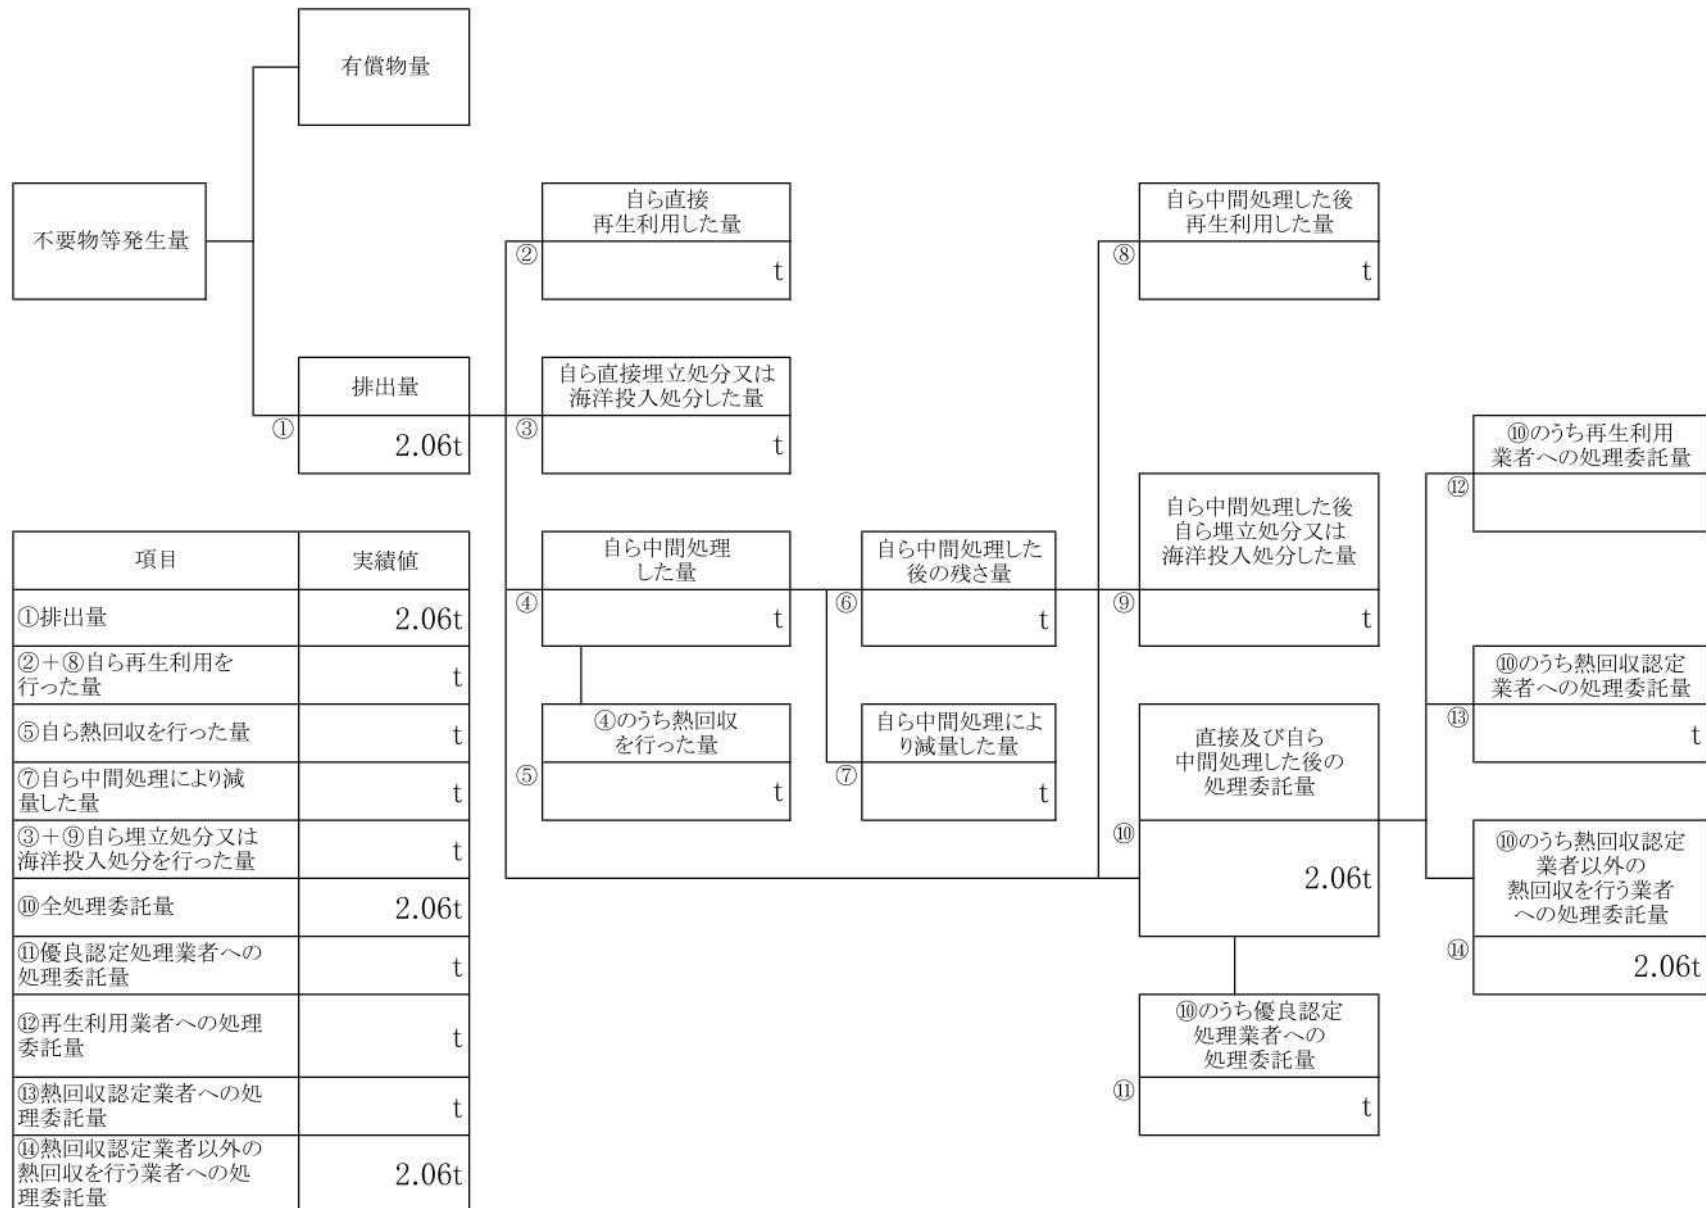 有償物量
不要物等発生量
自ら直接
再生利用した量
②
t
自ら中間処理した後
再生利用した量
⑧
t
排出量
①
2.06t
自ら直接埋立処分又は
海洋投入処分した量
③
t
自ら中間処理
した量
④
t
自ら中間処理した
後の残さ量
⑥
t
自ら中間処理した後
自ら埋立処分又は
海洋投入処分した量
⑨
t
⑩のうち再生利用
業者への処理委託量
⑫
④のうち熱回収
を行った量
⑤
t
自ら中間処理によ
り減量した量
⑦
t
直接及び自ら
中間処理した後の
処理委託量
⑩
2.06t
⑩のうち熱回収認定
業者への処理委託量
⑬
t
⑩のうち熱回収認定
業者以外の
熱回収を行う業者
への処理委託量
⑭
2.06t
⑩のうち優良認定
処理業者への
処理委託量
⑪
t
項目 実績値
①排出量 2.06t
②＋⑧自ら再生利用を
行った量 t
⑤自ら熱回収を行った量 t
⑦自ら中間処理により減
量した量 t
③＋⑨自ら埋立処分又は
海洋投入処分を行った量 t
⑩全処理委託量 2.06t
⑪優良認定処理業者への
処理委託量 t
⑫再生利用業者への処理
委託量 t
⑬熱回収認定業者への処
理委託量 t
⑭熱回収認定業者以外の
熱回収を行う業者への処
理委託量 2.06t